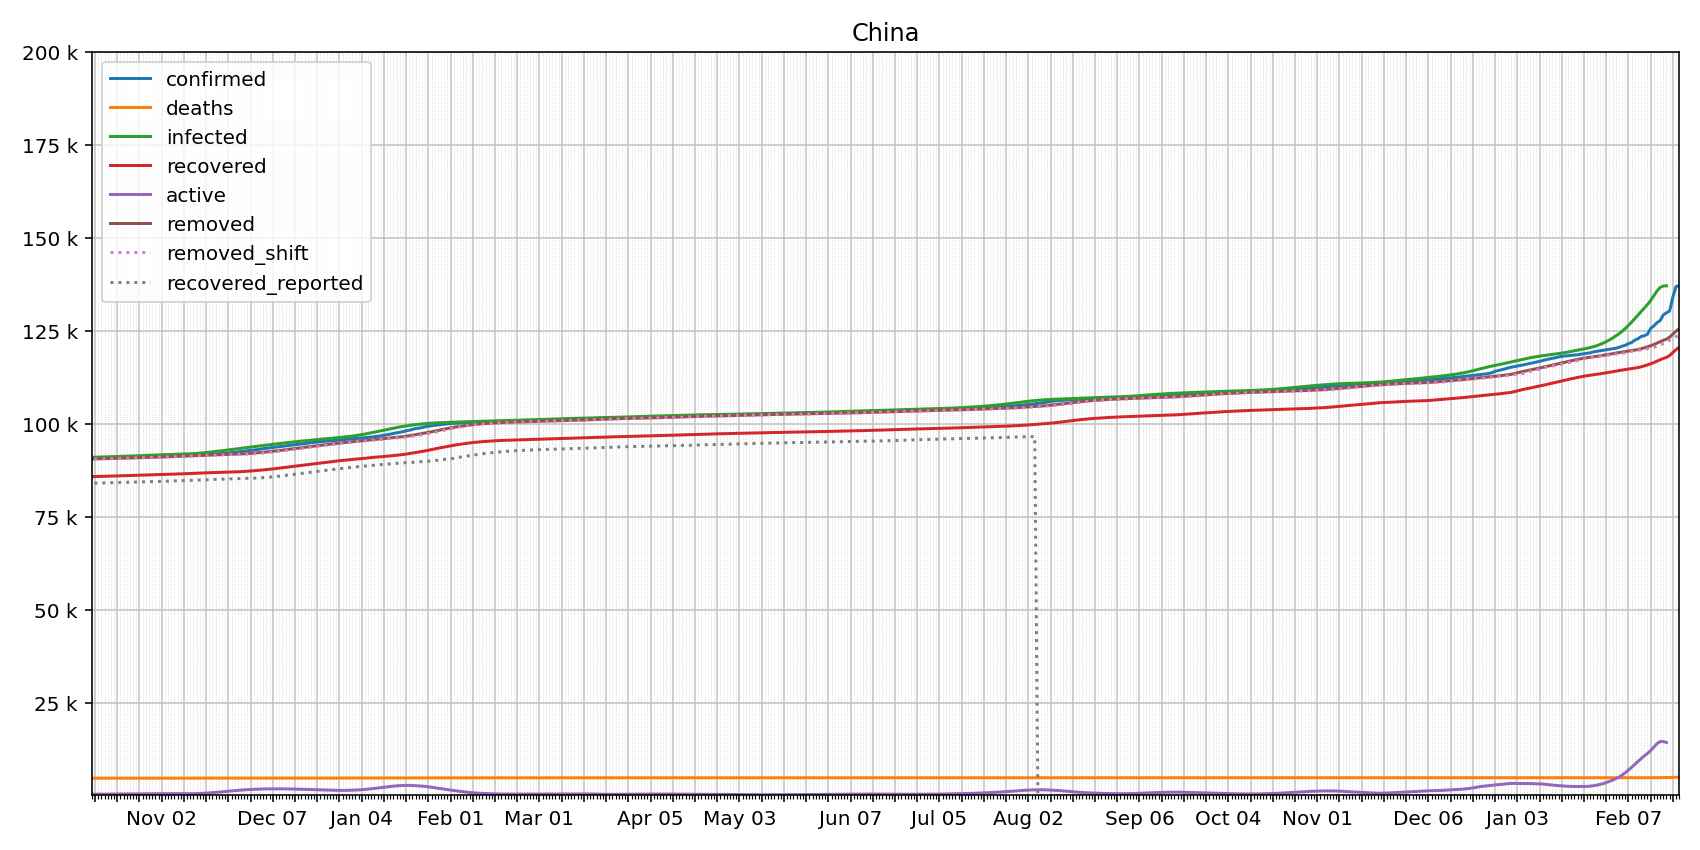 China
200 k
175 k
150 k
125 k
100 k
75 k
50 k
25 k
confirmed
deaths
infected
recovered
active
removed
removed_shift
recovered_reported
Nov 02 Dec 07 Jan 04 Feb 01 Mar 01 Apr 05 May 03 Jun 07 Jul 05 Aug 02 Sep 06 Oct 04 Nov 01 Dec 06 Jan 03 Feb 07